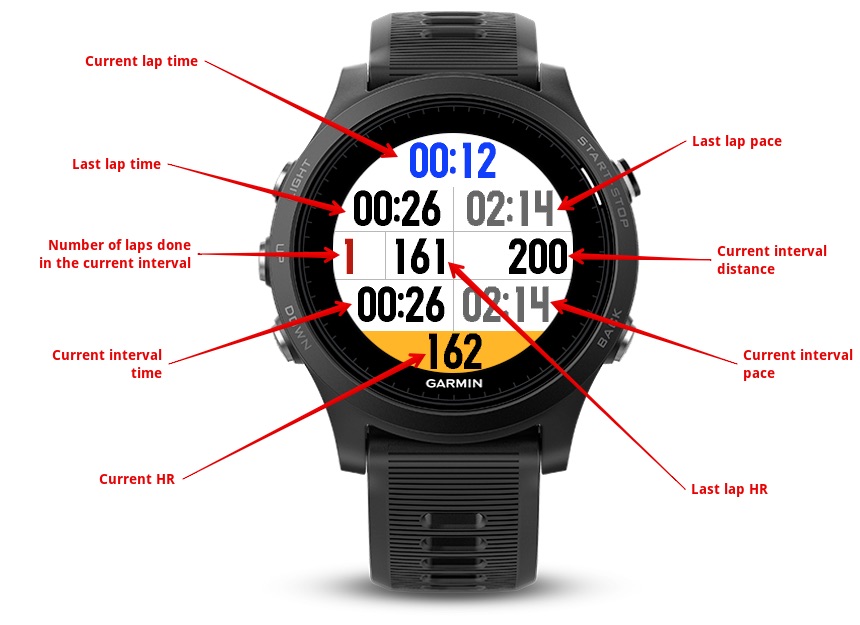 Current lap time
Last lap time
Number of laps done
in the current interval
Current interval
time
Current HR
Last lap pace
Current interval
distance
Current interval
pace
Last lap HR
00:12
00:26 02:14
1 161 200
00:26 02:14
162
GARMIN
START STOP
BACK
UP
DOWN